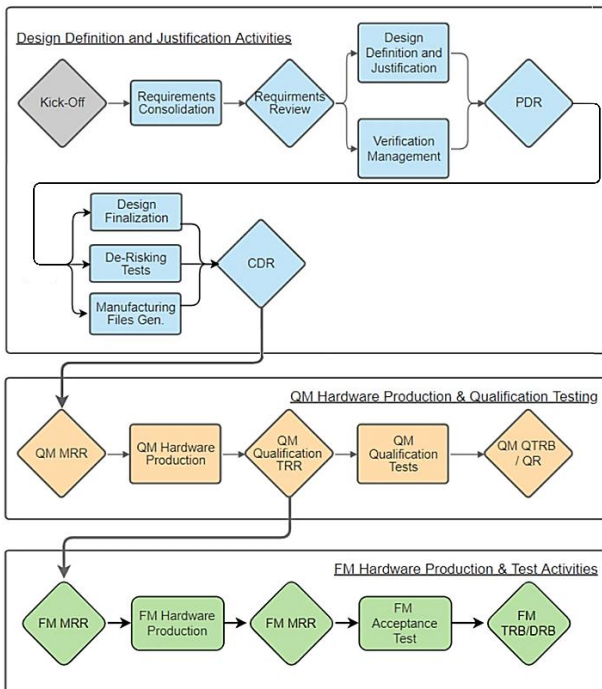 Design Definition and Justification Activities
Kick-Off
Requirements
Consolidation
Requirments
Review
Design
Definition and
Justification
Verification
Management
PDR
Design
Finalization
De-Risking
Tests
Manufacturing
Files Gen.
CDR
QM Hardware Production & Qualification Testing
QM MRR
QM Hardware
Production
QM
Qualification
TRR
QM
Qualification
Tests
QM QTRB
/ QR
FM Hardware Production & Test Activities
FM MRR
FM Hardware
Production
FM MRR
FM
Acceptance
Test
FM
TRB/DRB